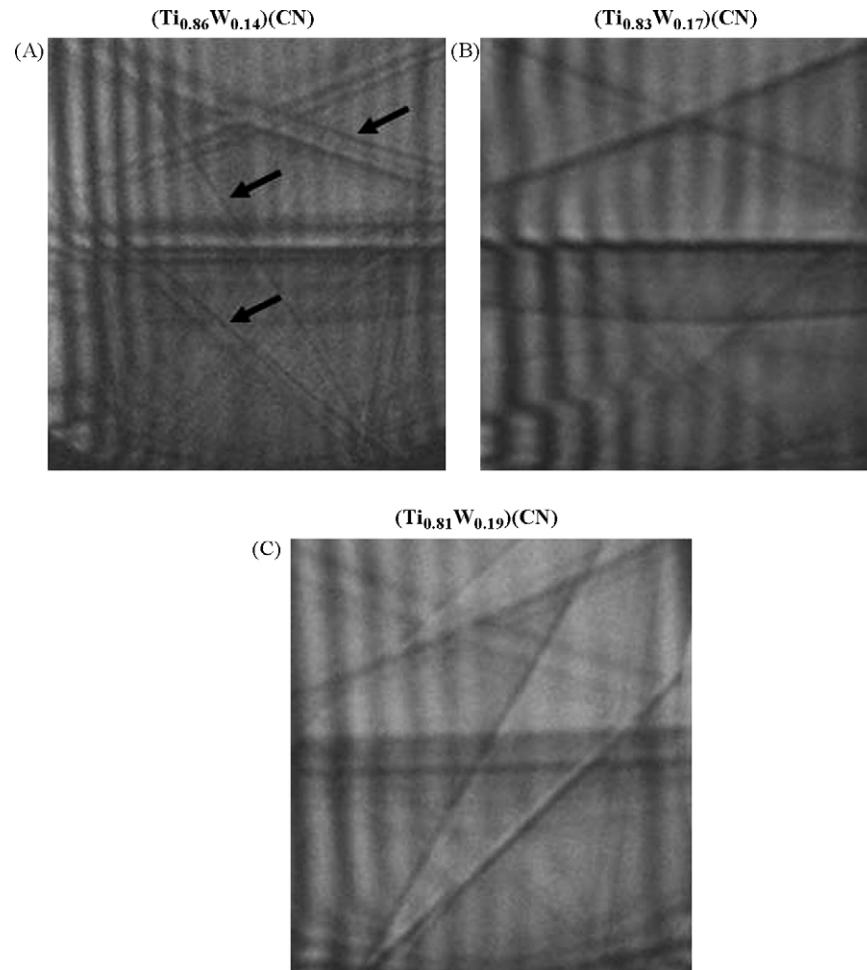 (Ti₀.₈₆W₀.₁₄)(CN)
(A)
(Ti₀.₈₃W₀.₁₇)(CN)
(B)
(Ti₀.₈₁W₀.₁₉)(CN)
(C)